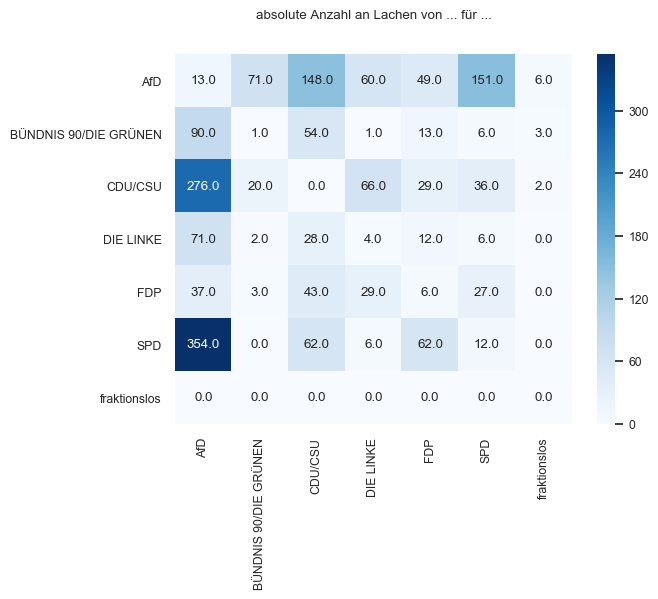 absolute Anzahl an Lachen von ... für ...
AfD 13.0 71.0 148.0 60.0 49.0 151.0 6.0
BÜNDNIS 90/DIE GRÜNEN 90.0 1.0 54.0 1.0 13.0 6.0 3.0
CDU/CSU 276.0 20.0 0.0 66.0 29.0 36.0 2.0
DIE LINKE 71.0 2.0 28.0 4.0 12.0 6.0 0.0
FDP 37.0 3.0 43.0 29.0 6.0 27.0 0.0
SPD 354.0 0.0 62.0 6.0 62.0 12.0 0.0
fraktionslos 0.0 0.0 0.0 0.0 0.0 0.0 0.0
AfD
BÜNDNIS 90/DIE GRÜNEN
CDU/CSU
DIE LINKE
FDP
SPD
fraktionslos
300
240
180
120
60
0